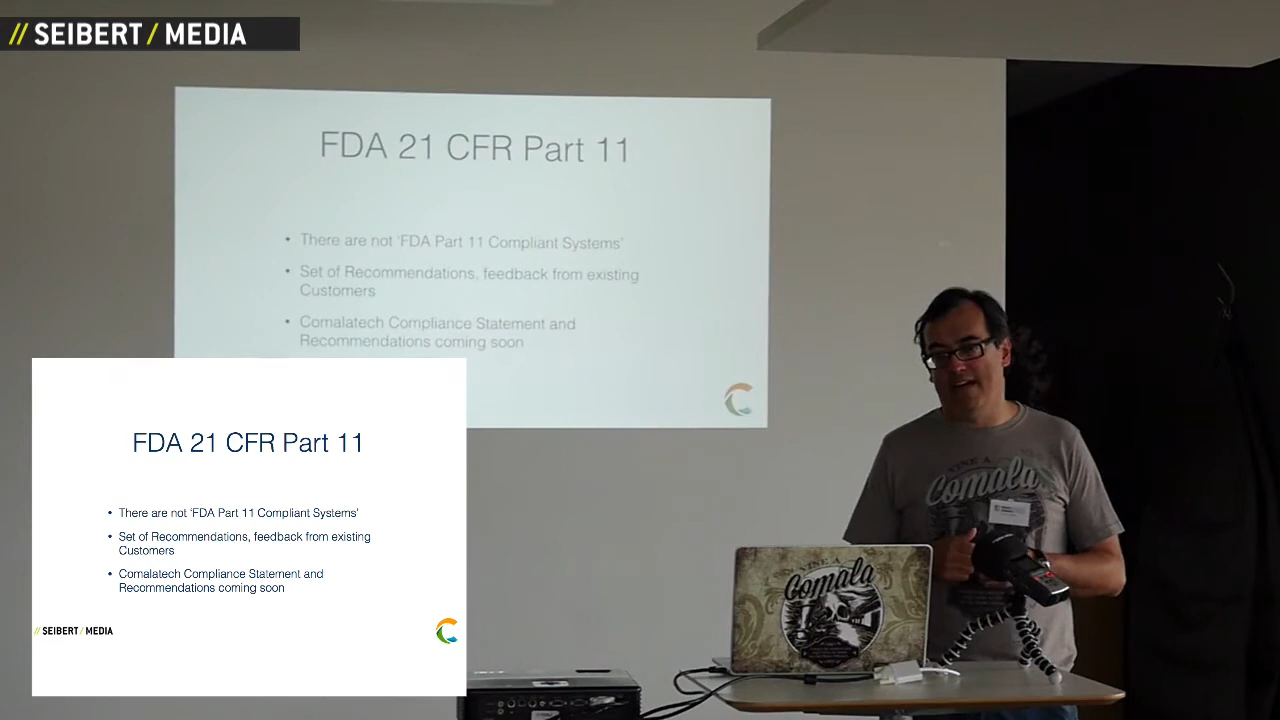 // SEIBERT / MEDIA
FDA 21 CFR Part 11
• There are not 'FDA Part 11 Compliant Systems'
• Set of Recommendations, feedback from existing
Customers
• Comalatech Compliance Statement and
Recommendations coming soon
FDA 21 CFR Part 11
• There are not 'FDA Part 11 Compliant Systems'
• Set of Recommendations, feedback from existing
Customers
• Comalatech Compliance Statement and
Recommendations coming soon
// SEIBERT / MEDIA
VINE A
Comala
VINE A
Comala